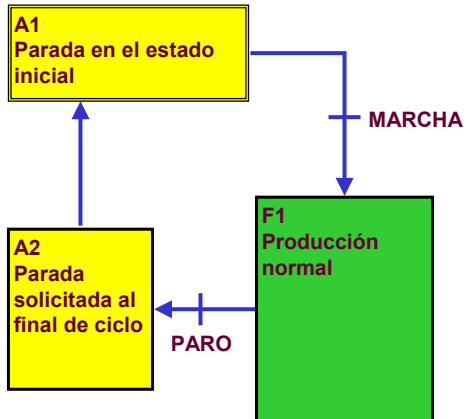 A1
Parada en el estado
inicial
MARCHA
F1
Producción
normal
A2
Parada
solicitada al
final de ciclo
PARO